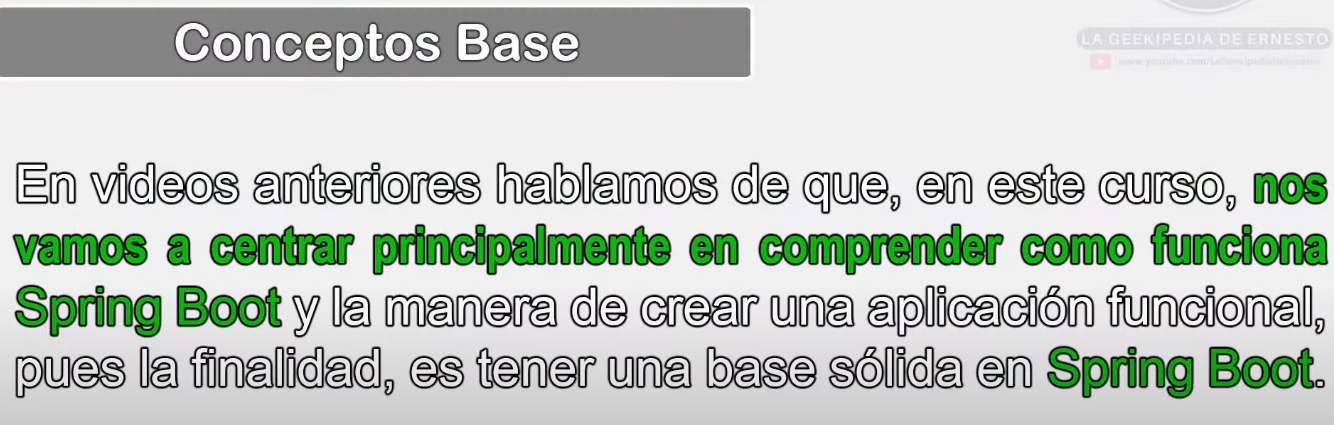 Conceptos Base
LA GEEKIPEDIA DE ERNESTO
En videos anteriores hablamos de que, en este curso, nos
vamos a centrar principalmente en comprender como funciona
Spring Boot y la manera de crear una aplicación funcional,
pues la finalidad, es tener una base sólida en Spring Boot.